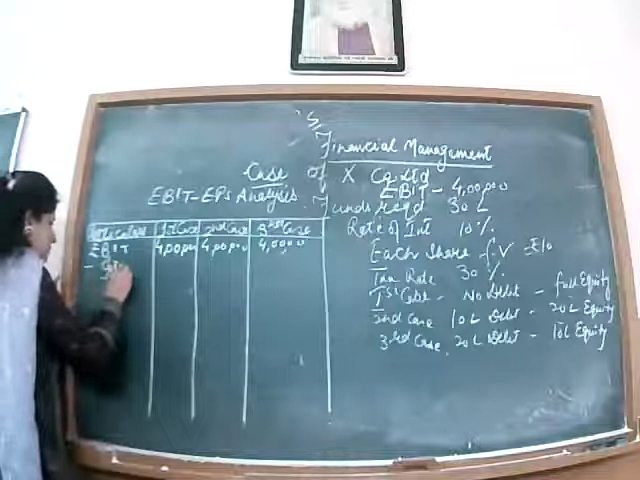 Financial Management
Case of X Co Ltd
EBIT-EPS Analysis.
EBIT - 4,00,000
Funds Reqd 30 L
Rate of Int 10 %
Each Share f.v ₹10
Tax Rate 30 %
1st Case - No Debt - full Equity
2nd Case 10 L Debt - 20 L Equity
3rd Case. 20 L Debt - 10 L Equity
Particulars 1st Case 2nd Case 3rd Case
EBIT 4,00,000 4,00,000 4,00,000